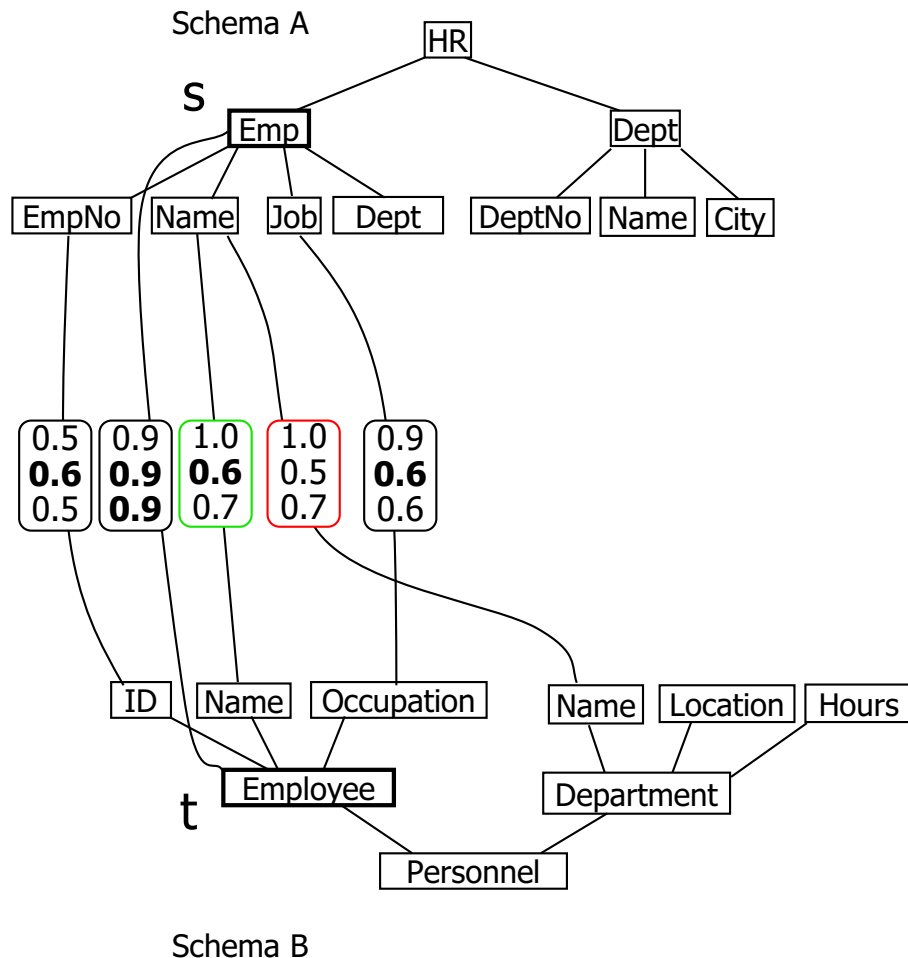 Schema A
HR
s
Emp
Dept
EmpNo
Name
Job
Dept
DeptNo
Name
City
0.5
0.6
0.5
0.9
0.9
0.9
1.0
0.6
0.7
1.0
0.5
0.7
0.9
0.6
0.6
ID
Name
Occupation
Name
Location
Hours
t
Employee
Department
Personnel
Schema B